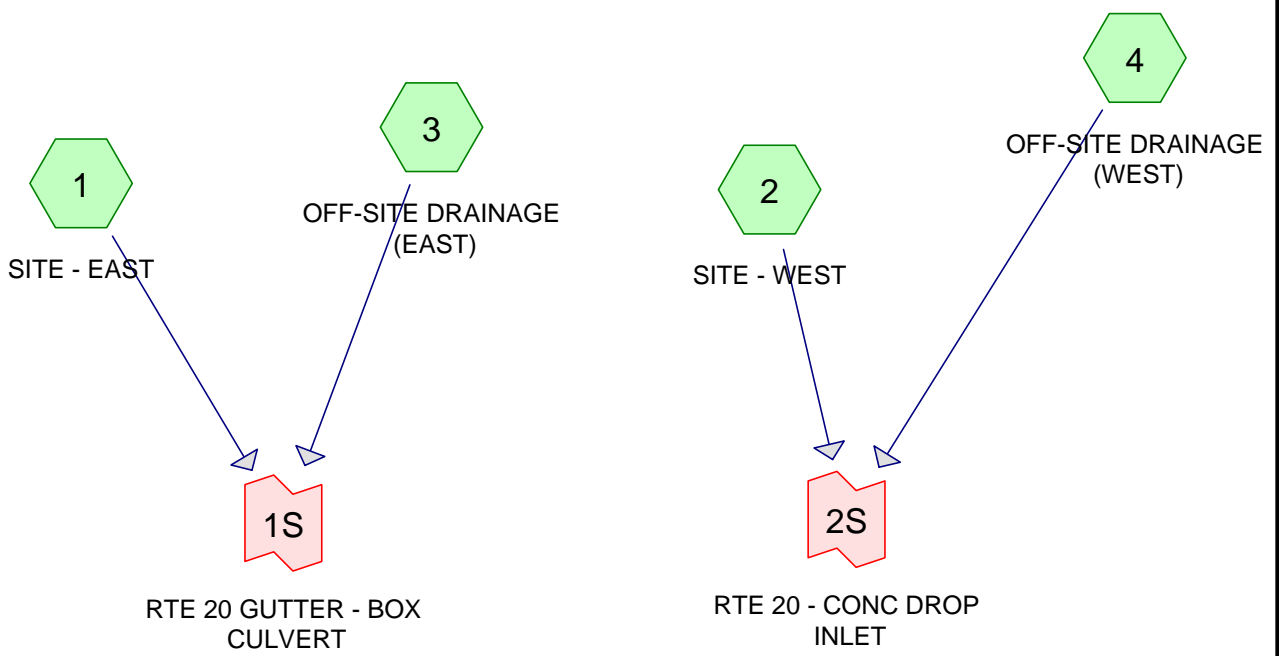 1
SITE - EAST
3
OFF-SITE DRAINAGE
(EAST)
1S
RTE 20 GUTTER - BOX
CULVERT
2
SITE - WEST
4
OFF-SITE DRAINAGE
(WEST)
2S
RTE 20 - CONC DROP
INLET